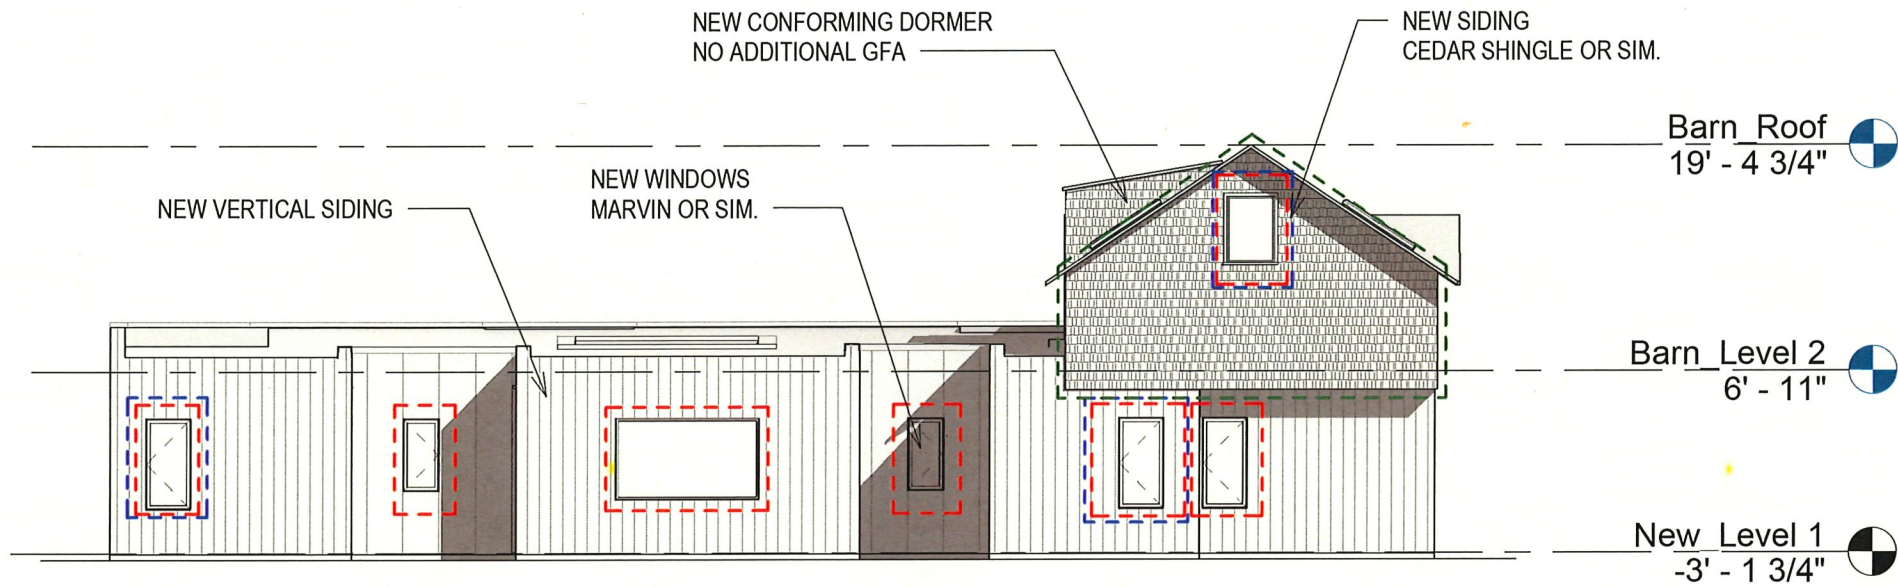 NEW CONFORMING DORMER
NO ADDITIONAL GFA
NEW SIDING
CEDAR SHINGLE OR SIM.
Barn_Roof
19' - 4 3/4"
NEW WINDOWS
MARVIN OR SIM.
NEW VERTICAL SIDING
Barn_Level 2
6' - 11"
New_Level 1
-3' - 1 3/4"